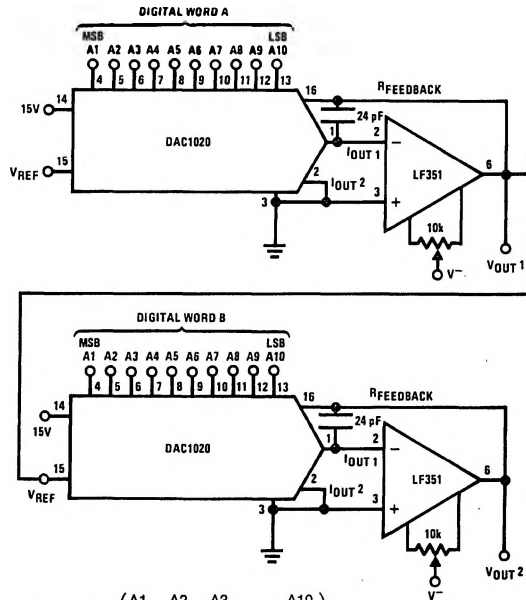 DIGITAL WORD A
MSB LSB
A1 A2 A3 A4 A5 A6 A7 A8 A9 A10
4 5 6 7 8 9 10 11 12 13
15V 14
16 RFEEDBACK
24 pF
DAC1020
1 IOUT 1 2
LF351
6
VREF 15
2 IOUT 2
3
3
10k
V−
VOUT 1
DIGITAL WORD B
MSB LSB
A1 A2 A3 A4 A5 A6 A7 A8 A9 A10
4 5 6 7 8 9 10 11 12 13
15V 14
16 RFEEDBACK
24 pF
DAC1020
1 IOUT 1 2
LF351
6
VREF 15
2 IOUT 2
3
3
10k
V−
VOUT 2
(A1 A2 A3 A10)